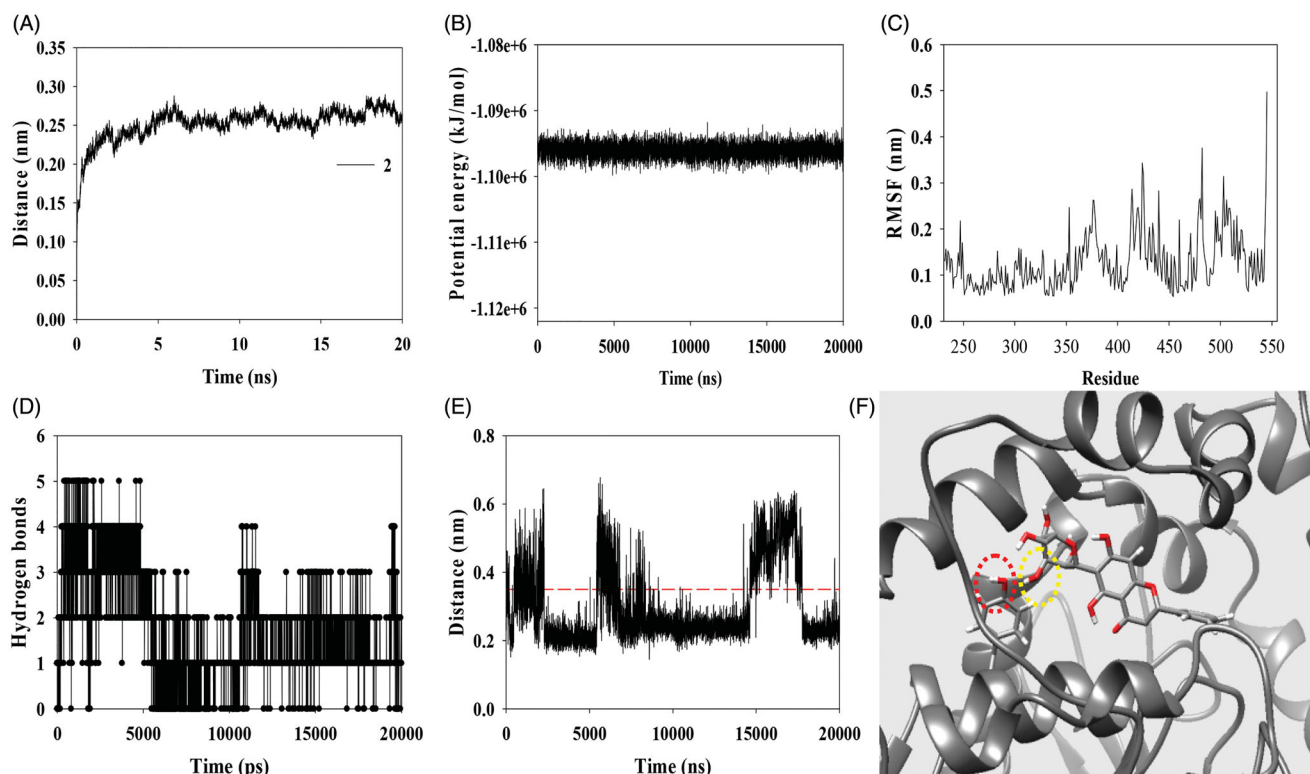 (A)
0.35
0.30
0.25
0.20
0.15
0.10
0.05
0.00
Distance (nm)
2
0 5 10 15 20
Time (ns)
(B)
-1.08e+6
-1.09e+6
-1.10e+6
-1.11e+6
-1.12e+6
Potential energy (kJ/mol)
0 5000 10000 15000 20000
Time (ns)
(C)
0.6
0.5
0.4
0.3
0.2
0.1
0.0
RMSF (nm)
250 300 350 400 450 500 550
Residue
(D)
6
5
4
3
2
1
0
Hydrogen bonds
0 5000 10000 15000 20000
Time (ps)
(E)
0.8
0.6
0.4
0.2
0.0
Distance (nm)
0 5000 10000 15000 20000
Time (ns)
(F)